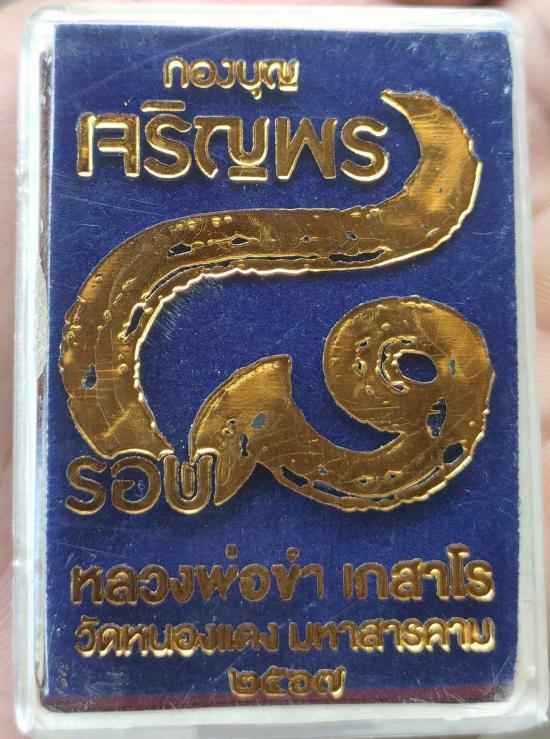 กองบุญ
เจริญพร
๘
รอบ
หลวงพ่อขำ เกสาโร
วัดหนองแดง มหาสารคาม
๒๕๖๗